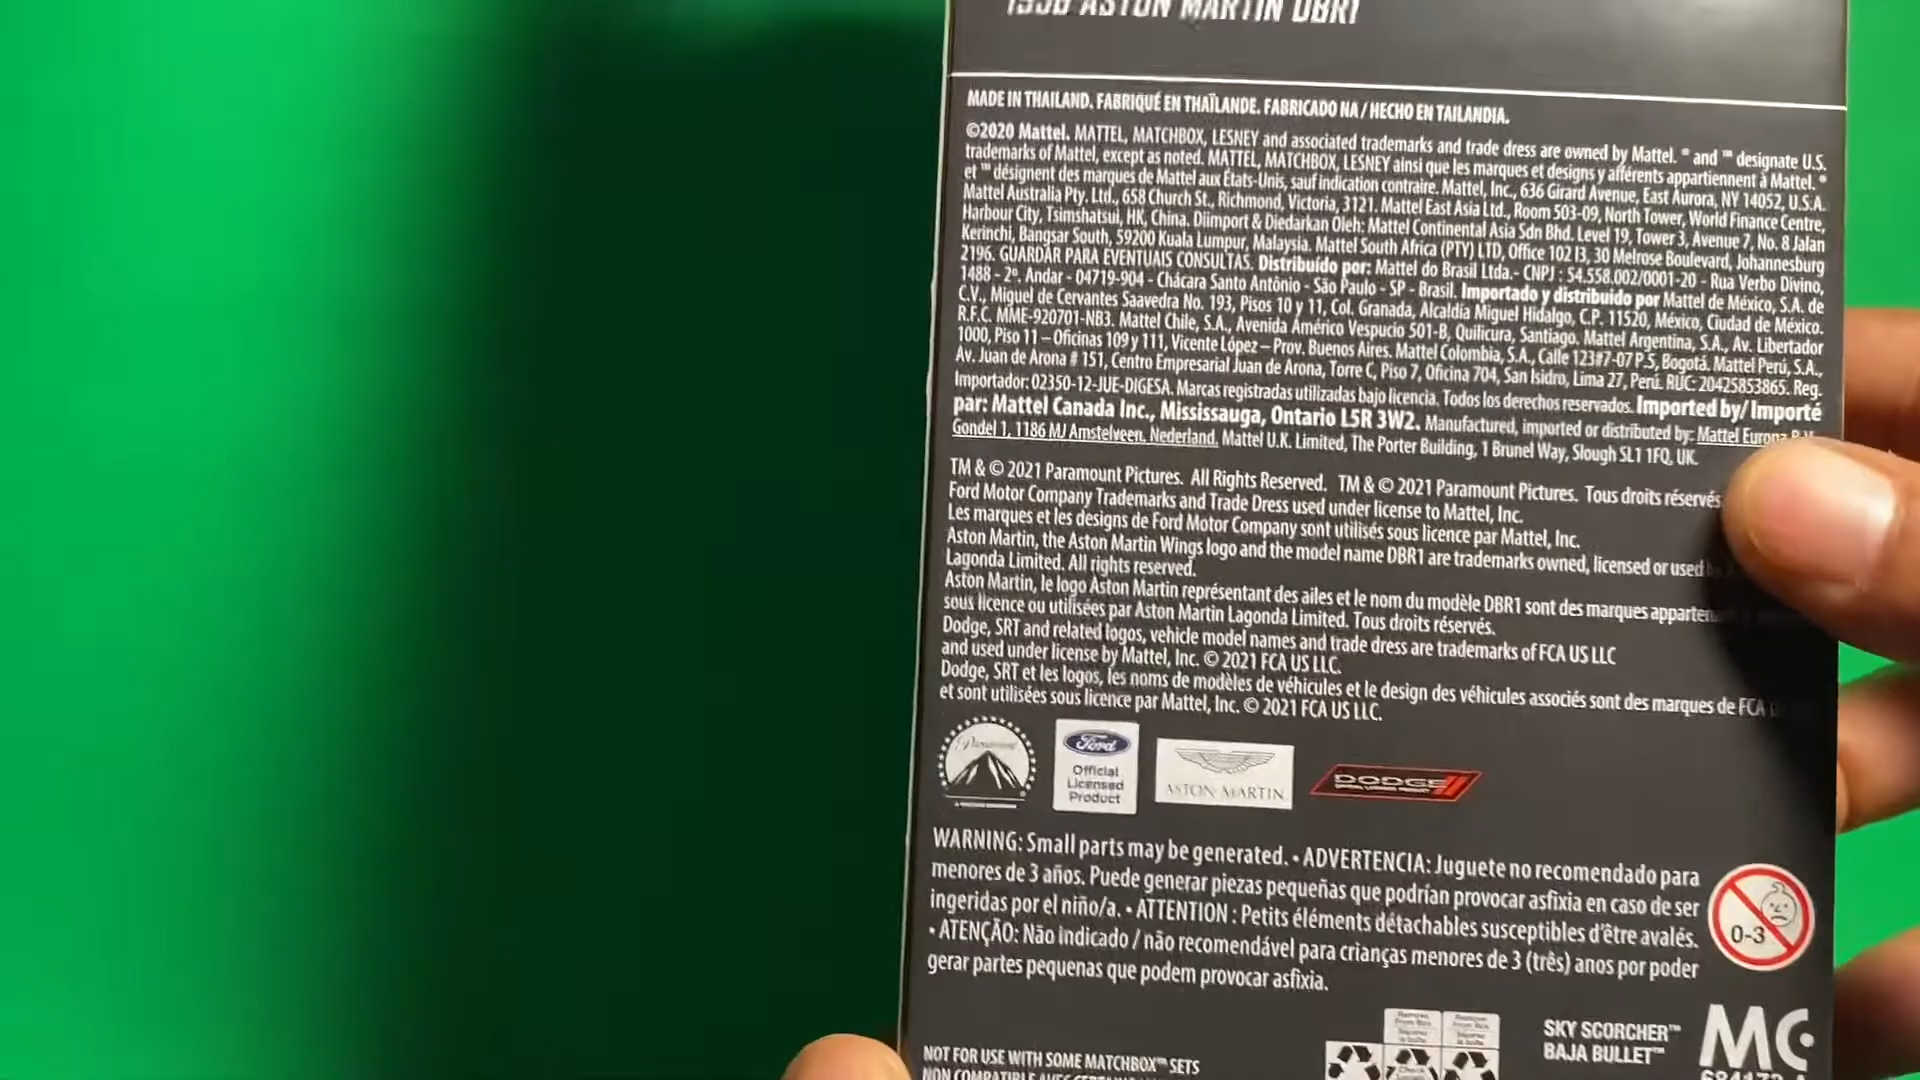 ASTON MARTIN DBR1
MADE IN THAILAND. FABRIQUÉ EN THAÏLANDE. FABRICADO NA / HECHO EN TAILANDIA.
©2020 Mattel. MATTEL, MATCHBOX, LESNEY and associated trademarks and trade dress are owned by Mattel. ® and ™ designate U.S.
trademarks of Mattel, except as noted. MATTEL, MATCHBOX, LESNEY ainsi que les marques et designs y afférents appartiennent à Mattel. ®
et ™ désignent des marques de Mattel aux États-Unis, sauf indication contraire. Mattel, Inc., 636 Girard Avenue, East Aurora, NY 14052, U.S.A.
Mattel Australia Pty. Ltd., 658 Church St., Richmond, Victoria, 3121. Mattel East Asia Ltd., Room 503-09, North Tower, World Finance Centre,
Harbour City, Tsimshatsui, HK, China. Diimport & Diedarkan Oleh: Mattel Continental Asia Sdn Bhd. Level 19, Tower 3, Avenue 7, No. 8 Jalan
Kerinchi, Bangsar South, 59200 Kuala Lumpur, Malaysia. Mattel South Africa (PTY) LTD, Office 102 I3, 30 Melrose Boulevard, Johannesburg
2196. GUARDAR PARA EVENTUAIS CONSULTAS. Distribuído por: Mattel do Brasil Ltda.- CNPJ : 54.558.002/0001-20 - Rua Verbo Divino,
1488 - 2º. Andar - 04719-904 - Chácara Santo Antônio - São Paulo - SP - Brasil. Importado y distribuido por Mattel de México, S.A. de
C.V., Miguel de Cervantes Saavedra No. 193, Pisos 10 y 11, Col. Granada, Alcaldía Miguel Hidalgo, C.P. 11520, México, Ciudad de México.
R.F.C. MME-920701-NB3. Mattel Chile, S.A., Avenida Américo Vespucio 501-B, Quilicura, Santiago. Mattel Argentina, S.A., Av. Libertador
1000, Piso 11 – Oficinas 109 y 111, Vicente López – Prov. Buenos Aires. Mattel Colombia, S.A., Calle 123#7-07 P.5, Bogotá. Mattel Perú, S.A.,
Av. Juan de Arona # 151, Centro Empresarial Juan de Arona, Torre C, Piso 7, Oficina 704, San Isidro, Lima 27, Perú. RUC: 20425853865. Reg.
Importador: 02350-12-JUE-DIGESA. Marcas registradas utilizadas bajo licencia. Todos los derechos reservados. Imported by/ Importé
par: Mattel Canada Inc., Mississauga, Ontario L5R 3W2. Manufactured, imported or distributed by: Mattel Europa B.V.
Gondel 1, 1186 MJ Amstelveen, Nederland. Mattel U.K. Limited, The Porter Building, 1 Brunel Way, Slough SL1 1FQ, UK.
TM & © 2021 Paramount Pictures. All Rights Reserved. TM & © 2021 Paramount Pictures. Tous droits réservés
Ford Motor Company Trademarks and Trade Dress used under license to Mattel, Inc.
Les marques et les designs de Ford Motor Company sont utilisés sous licence par Mattel, Inc.
Aston Martin, the Aston Martin Wings logo and the model name DBR1 are trademarks owned, licensed or used
Lagonda Limited. All rights reserved.
Aston Martin, le logo Aston Martin représentant des ailes et le nom du modèle DBR1 sont des marques apparten
sous licence ou utilisées par Aston Martin Lagonda Limited. Tous droits réservés.
Dodge, SRT and related logos, vehicle model names and trade dress are trademarks of FCA US LLC
and used under license by Mattel, Inc. © 2021 FCA US LLC.
Dodge, SRT et les logos, les noms de modèles de véhicules et le design des véhicules associés sont des marques de FCA
et sont utilisées sous licence par Mattel, Inc. © 2021 FCA US LLC.
Paramount
Ford
Official
Licensed
Product
ASTON MARTIN
DODGE
WARNING: Small parts may be generated. • ADVERTENCIA: Juguete no recomendado para
menores de 3 años. Puede generar piezas pequeñas que podrían provocar asfixia en caso de ser
ingeridas por el niño/a. • ATTENTION : Petits éléments détachables susceptibles d'être avalés.
• ATENÇÃO: Não indicado / não recomendável para crianças menores de 3 (três) anos por poder
gerar partes pequenas que podem provocar asfixia.
0-3
NOT FOR USE WITH SOME MATCHBOX™ SETS
SKY SCORCHER™
BAJA BULLET™
MC